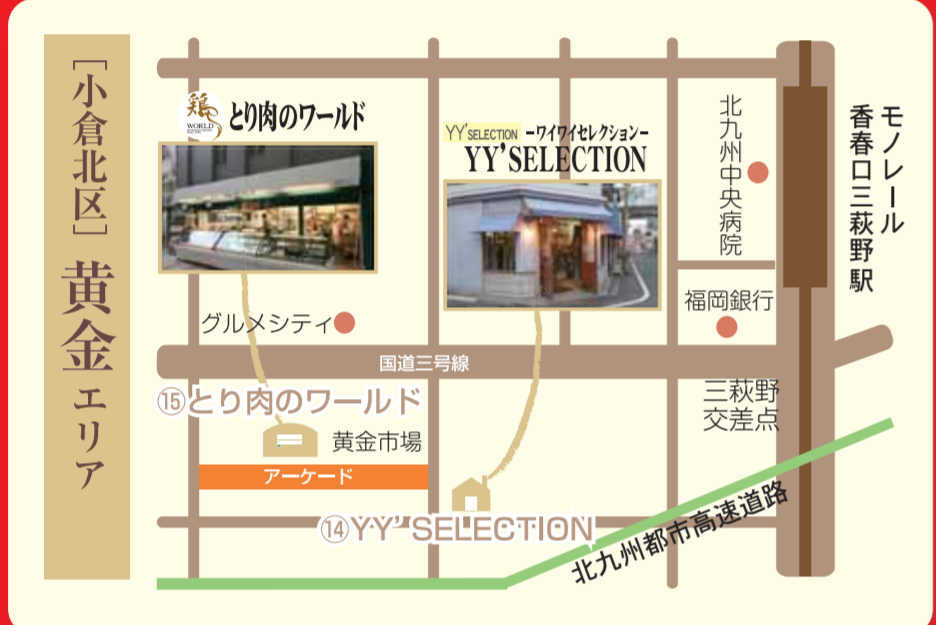 ［小倉北区］黄金エリア
鶏
WORLD
とり肉のワールド
YY'SELECTION
-ワイワイセレクション-
YY'SELECTION
北九州中央病院
モノレール
香春口三萩野駅
グルメシティ
福岡銀行
国道三号線
⑮とり肉のワールド
三萩野
交差点
黄金市場
アーケード
⑭YY' SELECTION
北九州都市高速道路